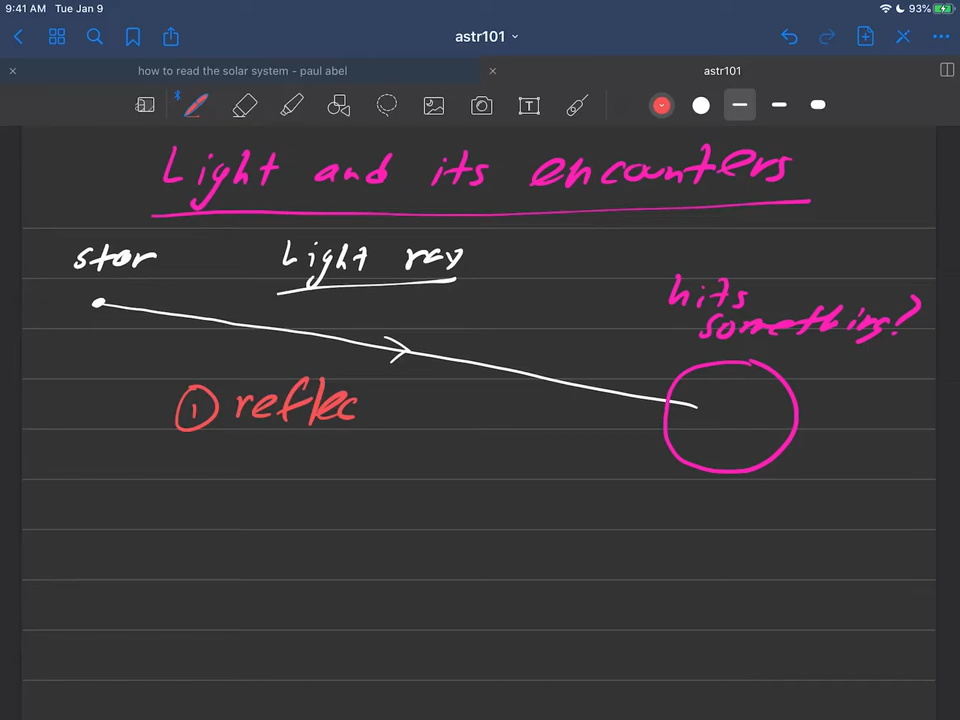 9:41 AM Tue Jan 9
93%
astr101
how to read the solar system - paul abel
astr101
T
Light and its encounters
star
Light ray
hits
something?
1 reflec